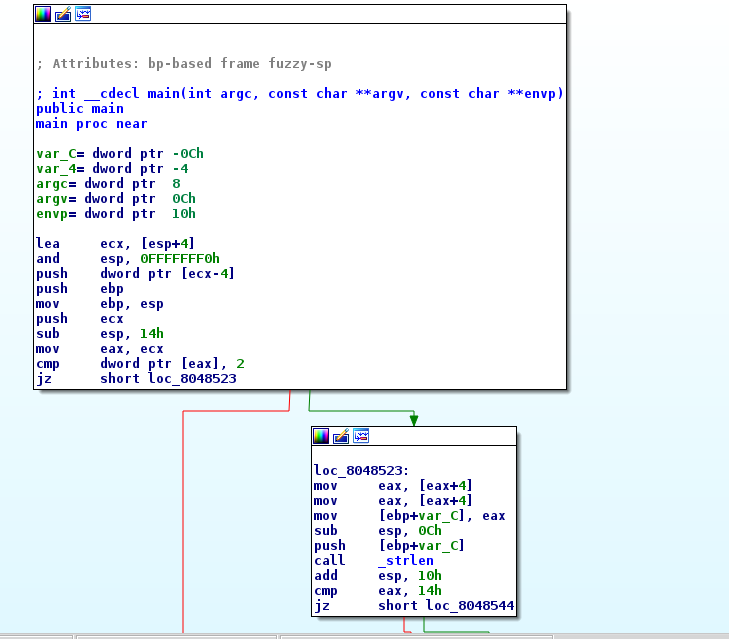 ; Attributes: bp-based frame fuzzy-sp
; int __cdecl main(int argc, const char **argv, const char **envp)
public main
main proc near
var_C= dword ptr -0Ch
var_4= dword ptr -4
argc= dword ptr  8
argv= dword ptr  0Ch
envp= dword ptr  10h
lea     ecx, [esp+4]
and     esp, 0FFFFFFF0h
push    dword ptr [ecx-4]
push    ebp
mov     ebp, esp
push    ecx
sub     esp, 14h
mov     eax, ecx
cmp     dword ptr [eax], 2
jz      short loc_8048523
loc_8048523:
mov     eax, [eax+4]
mov     eax, [eax+4]
mov     [ebp+var_C], eax
sub     esp, 0Ch
push    [ebp+var_C]
call    _strlen
add     esp, 10h
cmp     eax, 14h
jz      short loc_8048544